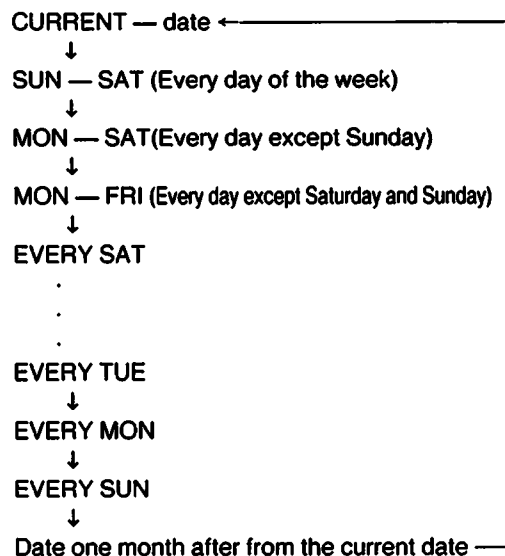 CURRENT — date ←
↓
SUN — SAT (Every day of the week)
↓
MON — SAT(Every day except Sunday)
↓
MON — FRI (Every day except Saturday and Sunday)
↓
EVERY SAT
.
.
.
EVERY TUE
↓
EVERY MON
↓
EVERY SUN
↓
Date one month after from the current date —